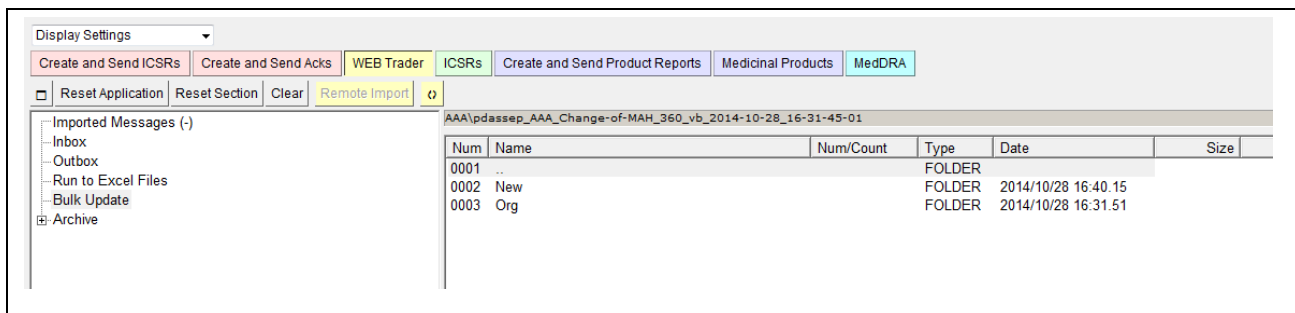 Display Settings
Create and Send ICSRs Create and Send Acks WEB Trader ICSRs Create and Send Product Reports Medicinal Products MedDRA
Reset Application Reset Section Clear Remote Import
Imported Messages (-)
Inbox
Outbox
Run to Excel Files
Bulk Update
Archive
AAA\pdassep_AAA_Change-of-MAH_360_vb_2014-10-28_16-31-45-01
Num Name Num/Count Type Date Size
0001 .. FOLDER
0002 New FOLDER 2014/10/28 16:40.15
0003 Org FOLDER 2014/10/28 16:31.51